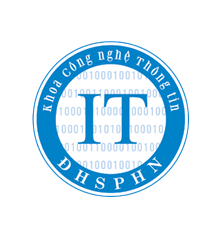 Khoa Công nghệ Thông tin
IT
ĐHSPHN